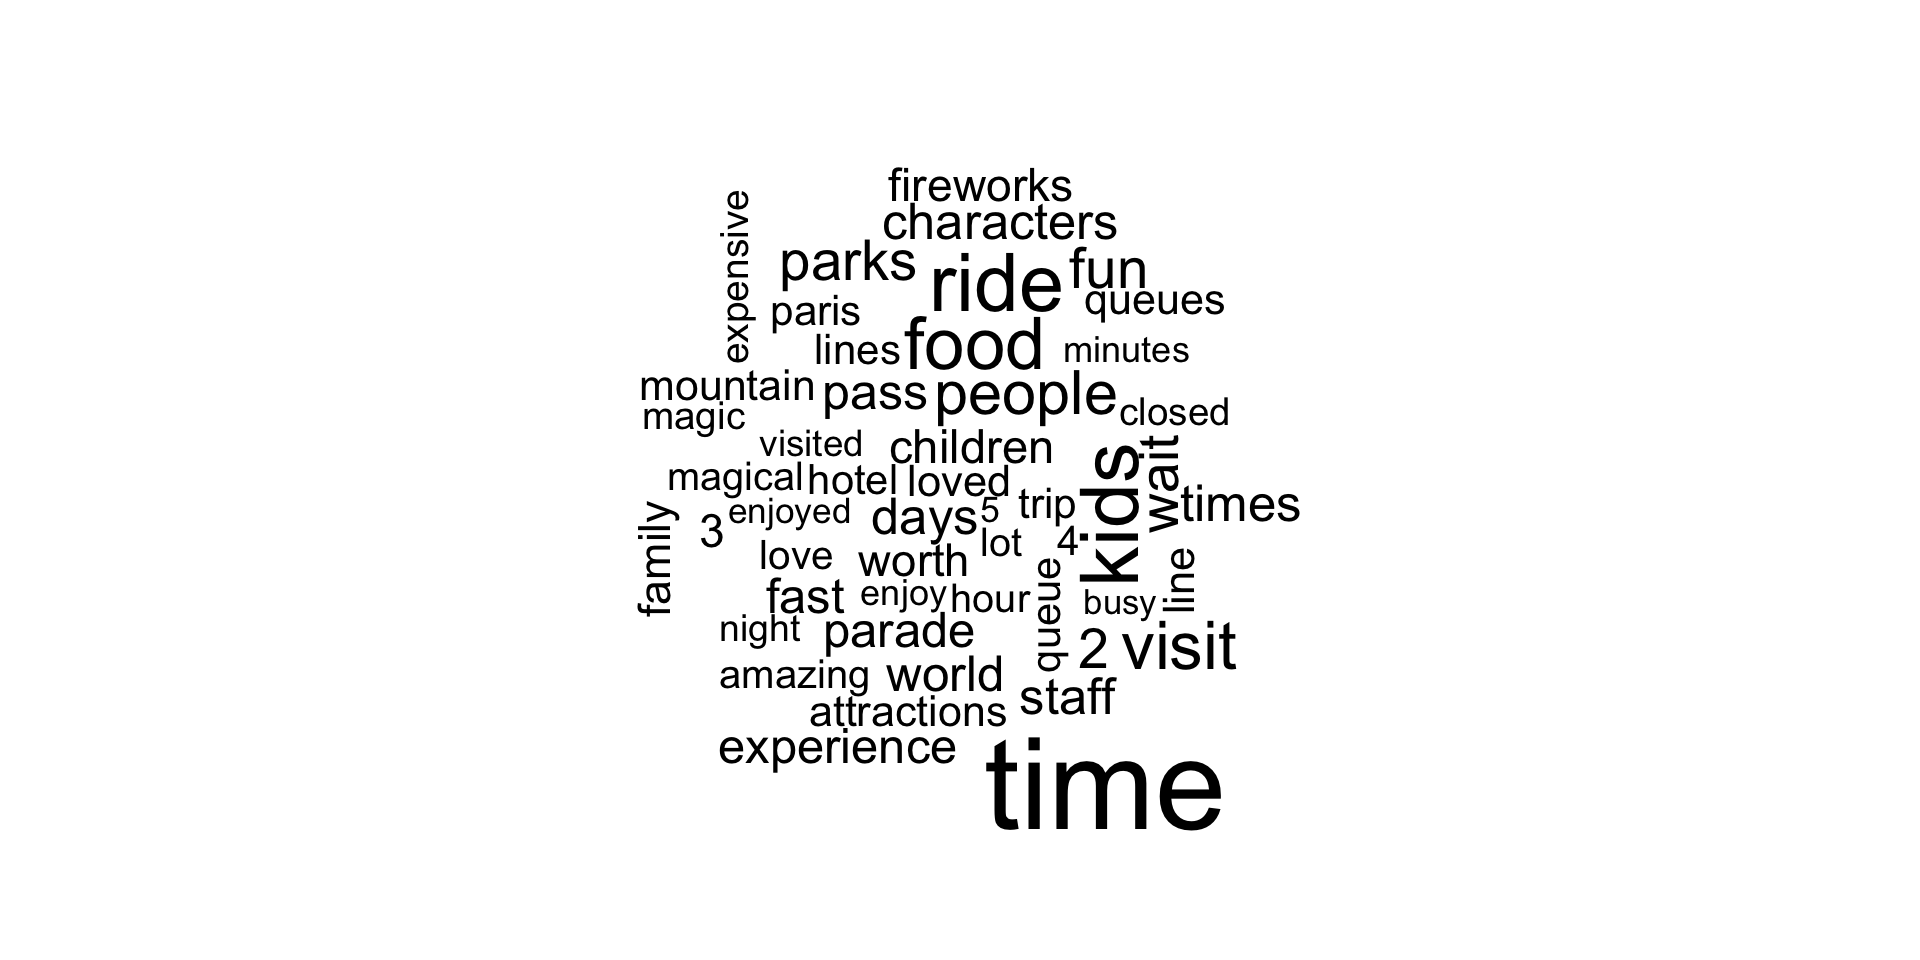 fireworks
characters
expensive
parks
ride
fun
queues
paris
lines
food
minutes
mountain
pass
people
closed
magic
visited
children
kids
wait
magical
hotel
loved
trip
times
family
3
enjoyed
days
5
4
lot
love
worth
line
fast
enjoy
hour
queue
busy
night
parade
2
visit
amazing
world
staff
attractions
experience
time